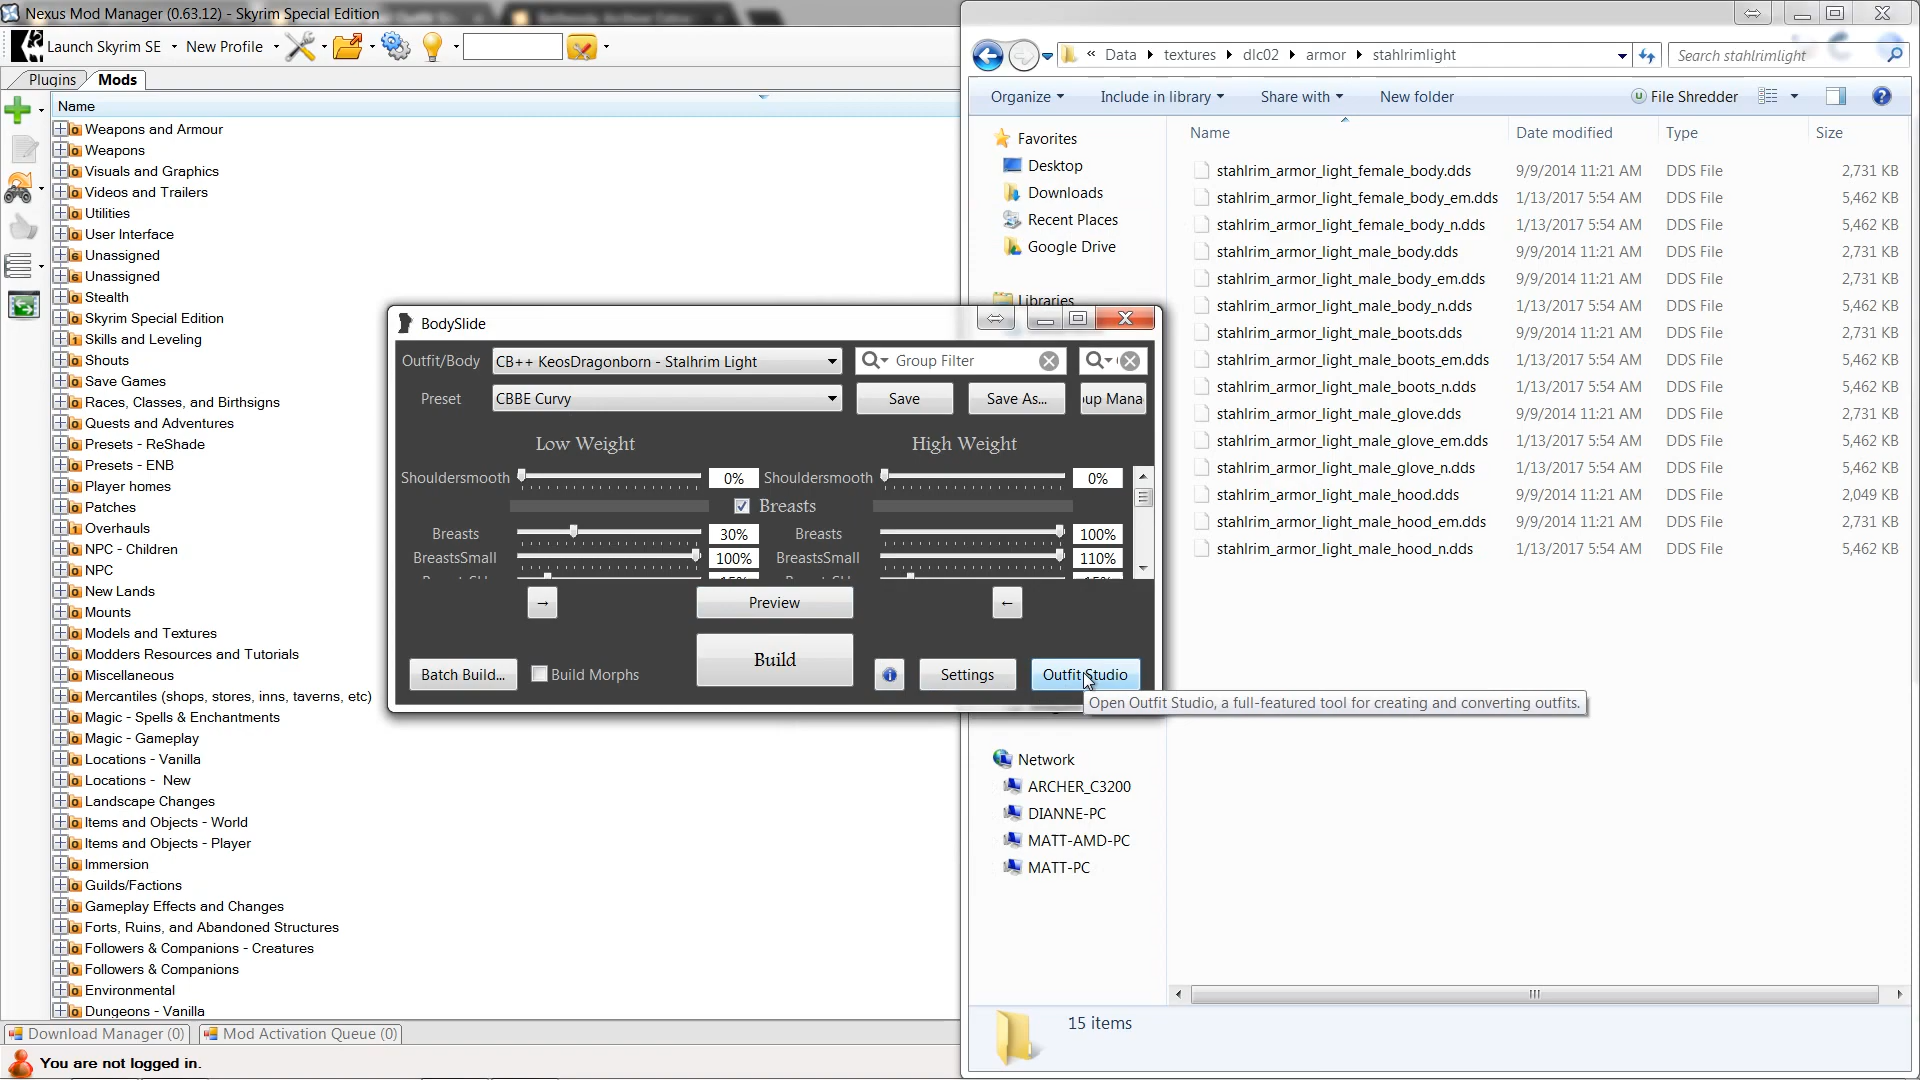 Nexus Mod Manager (0.63.12) - Skyrim Special Edition
Launch Skyrim SE
New Profile
Plugins
Mods
Name
Weapons and Armour
Weapons
Visuals and Graphics
Videos and Trailers
Utilities
User Interface
Unassigned
Unassigned
Stealth
Skyrim Special Edition
Skills and Leveling
Shouts
Save Games
Races, Classes, and Birthsigns
Quests and Adventures
Presets - ReShade
Presets - ENB
Player homes
Patches
Overhauls
NPC - Children
NPC
New Lands
Mounts
Models and Textures
Modders Resources and Tutorials
Miscellaneous
Mercantiles (shops, stores, inns, taverns, etc)
Magic - Spells & Enchantments
Magic - Gameplay
Locations - Vanilla
Locations - New
Landscape Changes
Items and Objects - World
Items and Objects - Player
Immersion
Guilds/Factions
Gameplay Effects and Changes
Forts, Ruins, and Abandoned Structures
Followers & Companions - Creatures
Followers & Companions
Environmental
Dungeons - Vanilla
Download Manager (0)
Mod Activation Queue (0)
You are not logged in.
BodySlide
Outfit/Body CB++ KeosDragonborn - Stalhrim Light Group Filter
Preset CBBE Curvy Save Save As... up Mana
Low Weight High Weight
Shouldersmooth 0% Shouldersmooth 0%
Breasts
Breasts 30% Breasts 100%
BreastsSmall 100% BreastsSmall 110%
→ Preview ←
Batch Build... Build Morphs Build Settings Outfit Studio
Open Outfit Studio, a full-featured tool for creating and converting outfits.
« Data textures dlc02 armor stahlrimlight
Search stahlrimlight
Organize Include in library Share with New folder File Shredder
Favorites
Desktop
Downloads
Recent Places
Google Drive
Libraries
Network
ARCHER_C3200
DIANNE-PC
MATT-AMD-PC
MATT-PC
Name Date modified Type Size
stahlrim_armor_light_female_body.dds 9/9/2014 11:21 AM DDS File 2,731 KB
stahlrim_armor_light_female_body_em.dds 1/13/2017 5:54 AM DDS File 5,462 KB
stahlrim_armor_light_female_body_n.dds 1/13/2017 5:54 AM DDS File 5,462 KB
stahlrim_armor_light_male_body.dds 9/9/2014 11:21 AM DDS File 2,731 KB
stahlrim_armor_light_male_body_em.dds 9/9/2014 11:21 AM DDS File 2,731 KB
stahlrim_armor_light_male_body_n.dds 1/13/2017 5:54 AM DDS File 5,462 KB
stahlrim_armor_light_male_boots.dds 9/9/2014 11:21 AM DDS File 2,731 KB
stahlrim_armor_light_male_boots_em.dds 1/13/2017 5:54 AM DDS File 5,462 KB
stahlrim_armor_light_male_boots_n.dds 1/13/2017 5:54 AM DDS File 5,462 KB
stahlrim_armor_light_male_glove.dds 9/9/2014 11:21 AM DDS File 2,731 KB
stahlrim_armor_light_male_glove_em.dds 1/13/2017 5:54 AM DDS File 5,462 KB
stahlrim_armor_light_male_glove_n.dds 1/13/2017 5:54 AM DDS File 5,462 KB
stahlrim_armor_light_male_hood.dds 9/9/2014 11:21 AM DDS File 2,049 KB
stahlrim_armor_light_male_hood_em.dds 9/9/2014 11:21 AM DDS File 2,731 KB
stahlrim_armor_light_male_hood_n.dds 1/13/2017 5:54 AM DDS File 5,462 KB
15 items